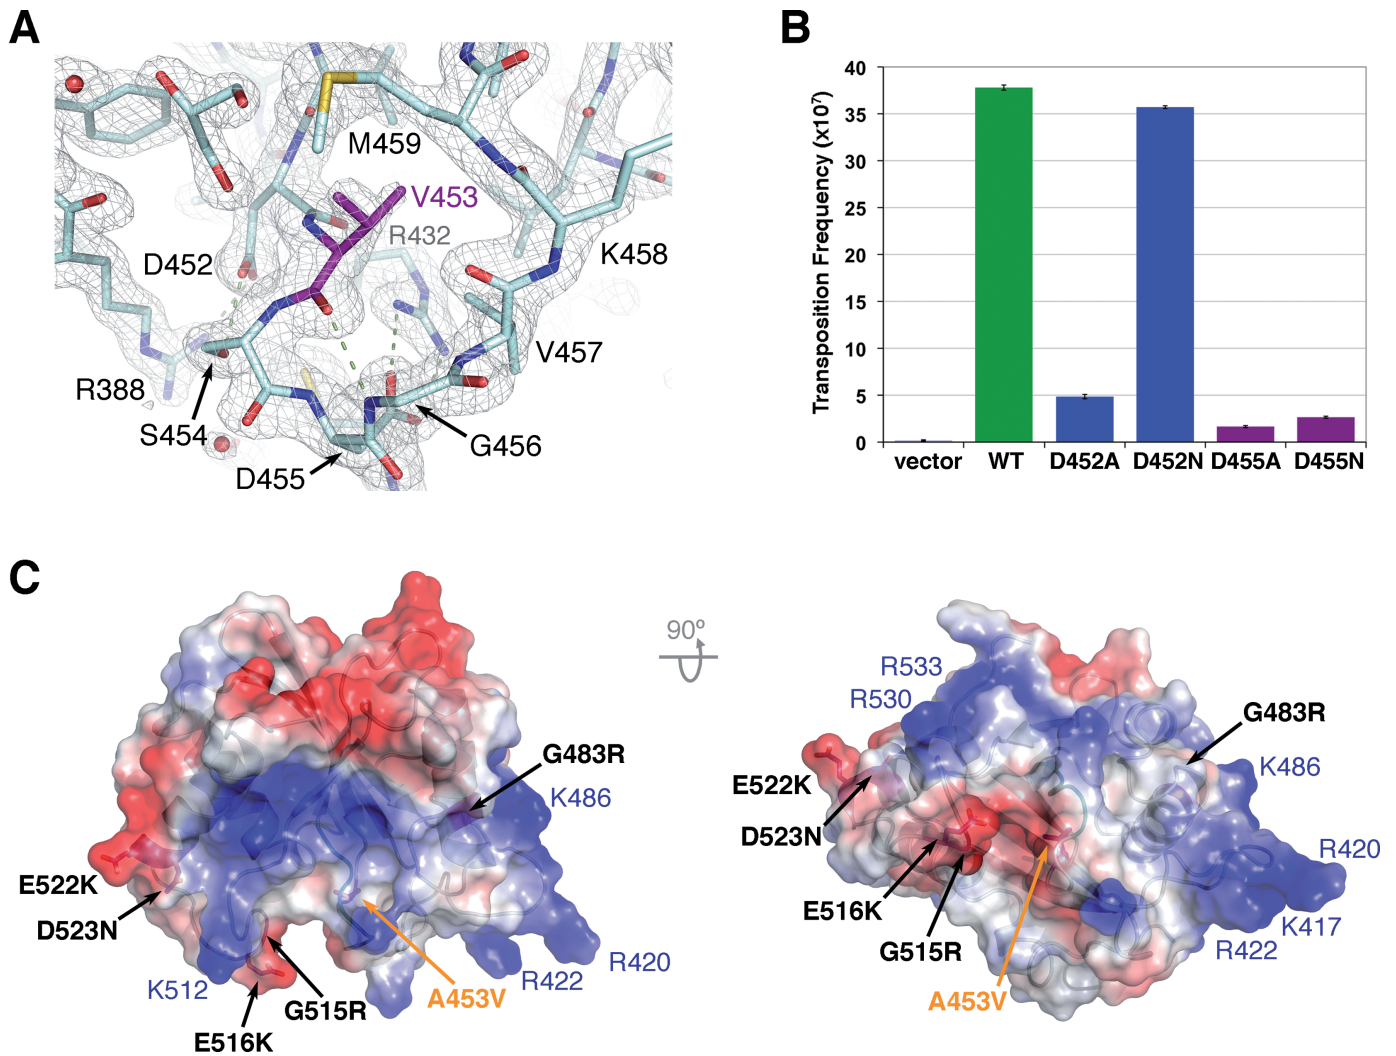 A
M459
V453
R432
D452
K458
V457
R388
S454
G456
D455
B
Transposition Frequency (x10⁷)
40
35
30
25
20
15
10
5
0
vector WT D452A D452N D455A D455N
C
90º
G483R
K486
E522K
D523N
K512
R420
R422
A453V
G515R
E516K
R533
R530
G483R
K486
E522K
D523N
R420
E516K
K417
G515R
R422
A453V